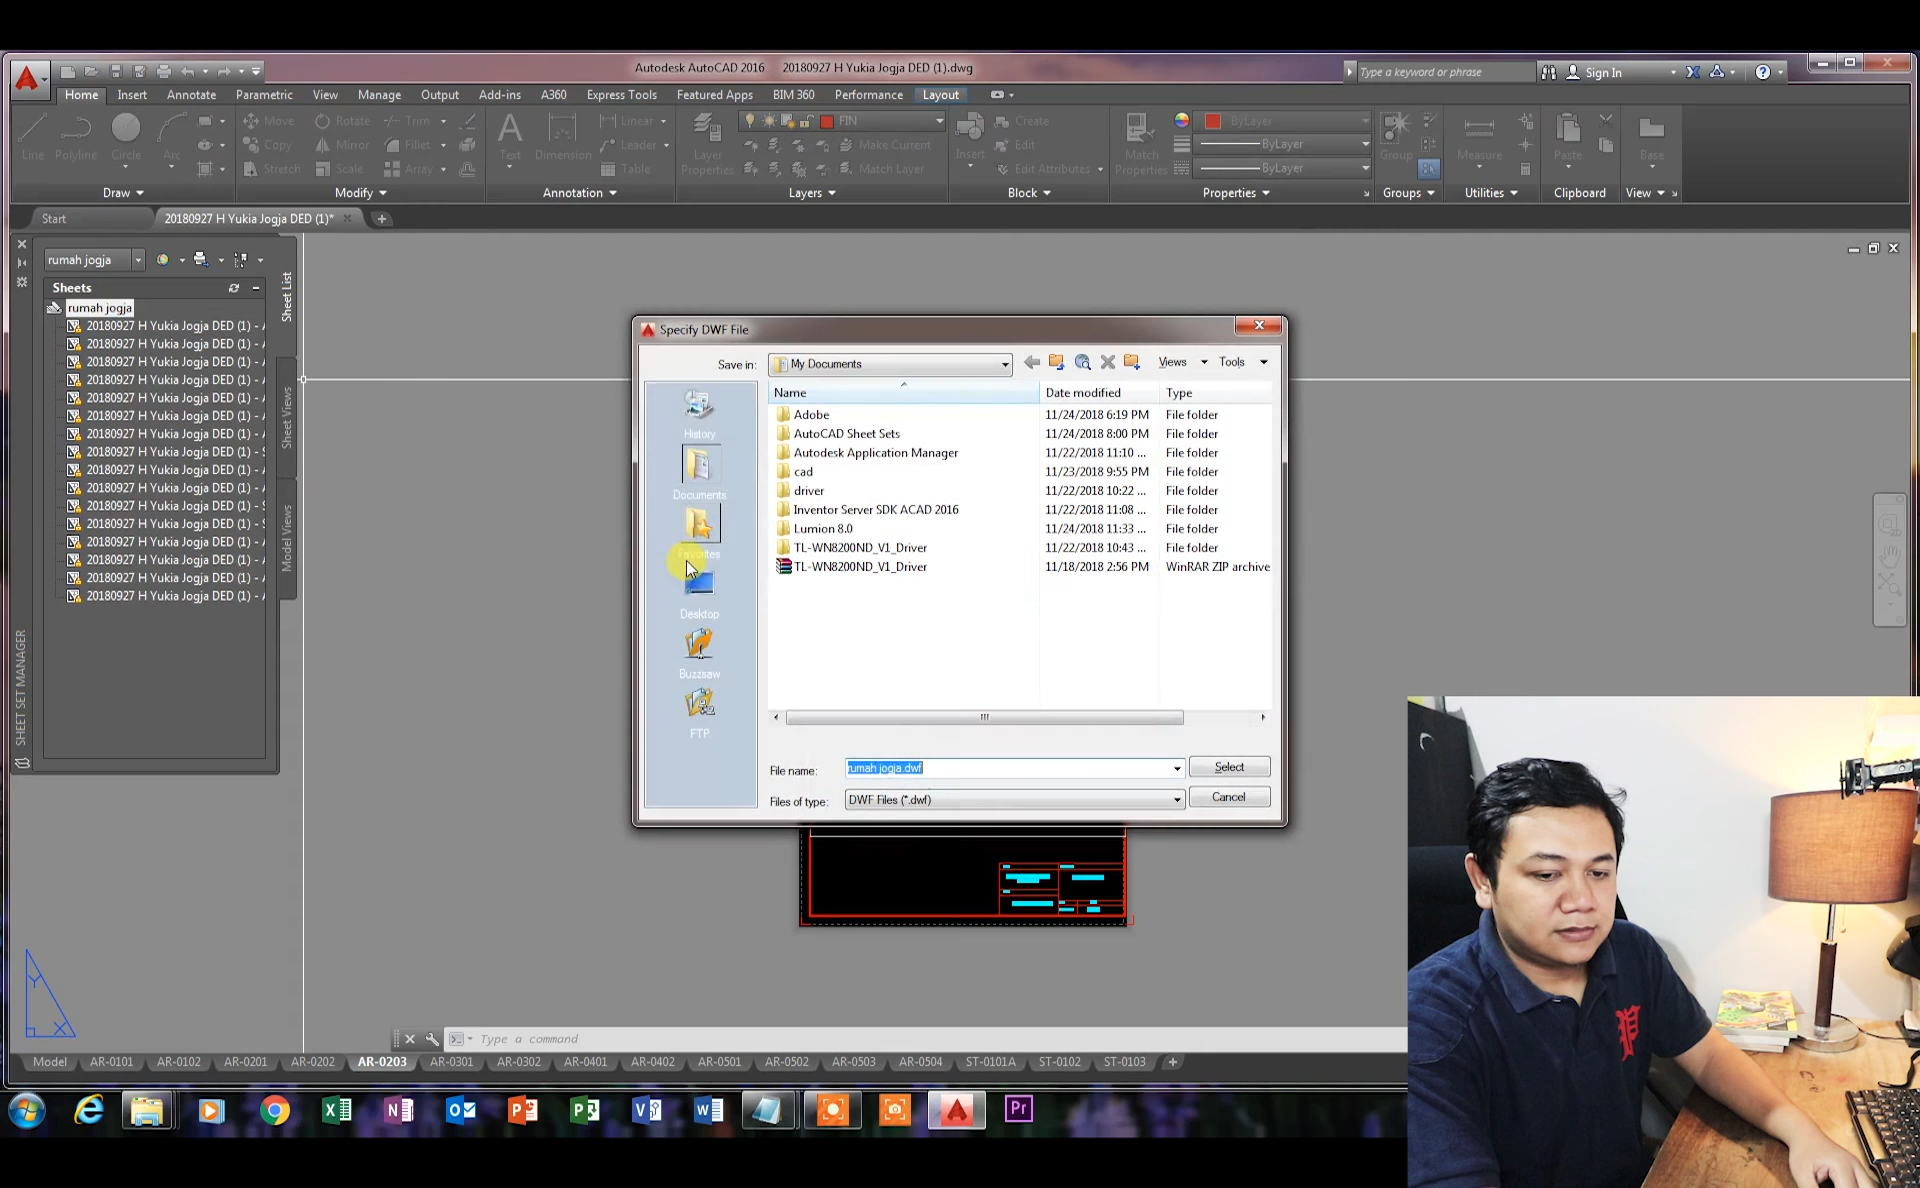 Autodesk AutoCAD 2016 20180927 H Yukia Jogja DED (1).dwg
Type a keyword or phrase
Sign In
Home Insert Annotate Parametric View Manage Output Add-ins A360 Express Tools Featured Apps BIM 360 Performance Layout
Line Polyline Circle Arc
Move Rotate Trim
Copy Mirror Fillet
Stretch Scale Array
Text Dimension
Linear
Leader
Table
Layer Properties
FIN
Make Current
Match Layer
Insert
Create
Edit
Edit Attributes
Match Properties
ByLayer
ByLayer
ByLayer
Group
Measure
Paste
Base
Draw Modify Annotation Layers Block Properties Groups Utilities Clipboard View
Start 20180927 H Yukia Jogja DED (1)*
rumah jogja
Sheets
rumah jogja
20180927 H Yukia Jogja DED (1) - A
20180927 H Yukia Jogja DED (1) - A
20180927 H Yukia Jogja DED (1) - A
20180927 H Yukia Jogja DED (1) - A
20180927 H Yukia Jogja DED (1) - A
20180927 H Yukia Jogja DED (1) - A
20180927 H Yukia Jogja DED (1) - A
20180927 H Yukia Jogja DED (1) - S
20180927 H Yukia Jogja DED (1) - A
20180927 H Yukia Jogja DED (1) - A
20180927 H Yukia Jogja DED (1) - S
20180927 H Yukia Jogja DED (1) - S
20180927 H Yukia Jogja DED (1) - A
20180927 H Yukia Jogja DED (1) - A
20180927 H Yukia Jogja DED (1) - A
20180927 H Yukia Jogja DED (1) - A
Sheet List
Sheet Views
Model Views
SHEET SET MANAGER
Specify DWF File
Save in: My Documents Views Tools
Name Date modified Type
Adobe 11/24/2018 6:19 PM File folder
AutoCAD Sheet Sets 11/24/2018 8:00 PM File folder
Autodesk Application Manager 11/22/2018 11:10 ... File folder
cad 11/23/2018 9:55 PM File folder
driver 11/22/2018 10:22 ... File folder
Inventor Server SDK ACAD 2016 11/22/2018 11:08 ... File folder
Lumion 8.0 11/24/2018 11:33 ... File folder
TL-WN8200ND_V1_Driver 11/22/2018 10:43 ... File folder
TL-WN8200ND_V1_Driver 11/18/2018 2:56 PM WinRAR ZIP archive
History
Documents
Favorites
Desktop
Buzzsaw
FTP
File name: rumah jogja.dwf Select
Files of type: DWF Files (*.dwf) Cancel
Y
X
Type a command
Model AR-0101 AR-0102 AR-0201 AR-0202 AR-0203 AR-0301 AR-0302 AR-0401 AR-0402 AR-0501 AR-0502 AR-0503 AR-0504 ST-0101A ST-0102 ST-0103 +
Pr
P